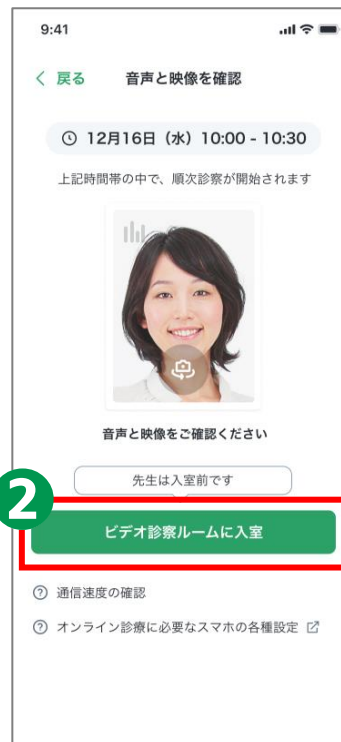 9:41
戻る 音声と映像を確認
12月16日（水）10:00 - 10:30
上記時間帯の中で、順次診察が開始されます
音声と映像をご確認ください
先生は入室前です
2
ビデオ診察ルームに入室
通信速度の確認
オンライン診療に必要なスマホの各種設定